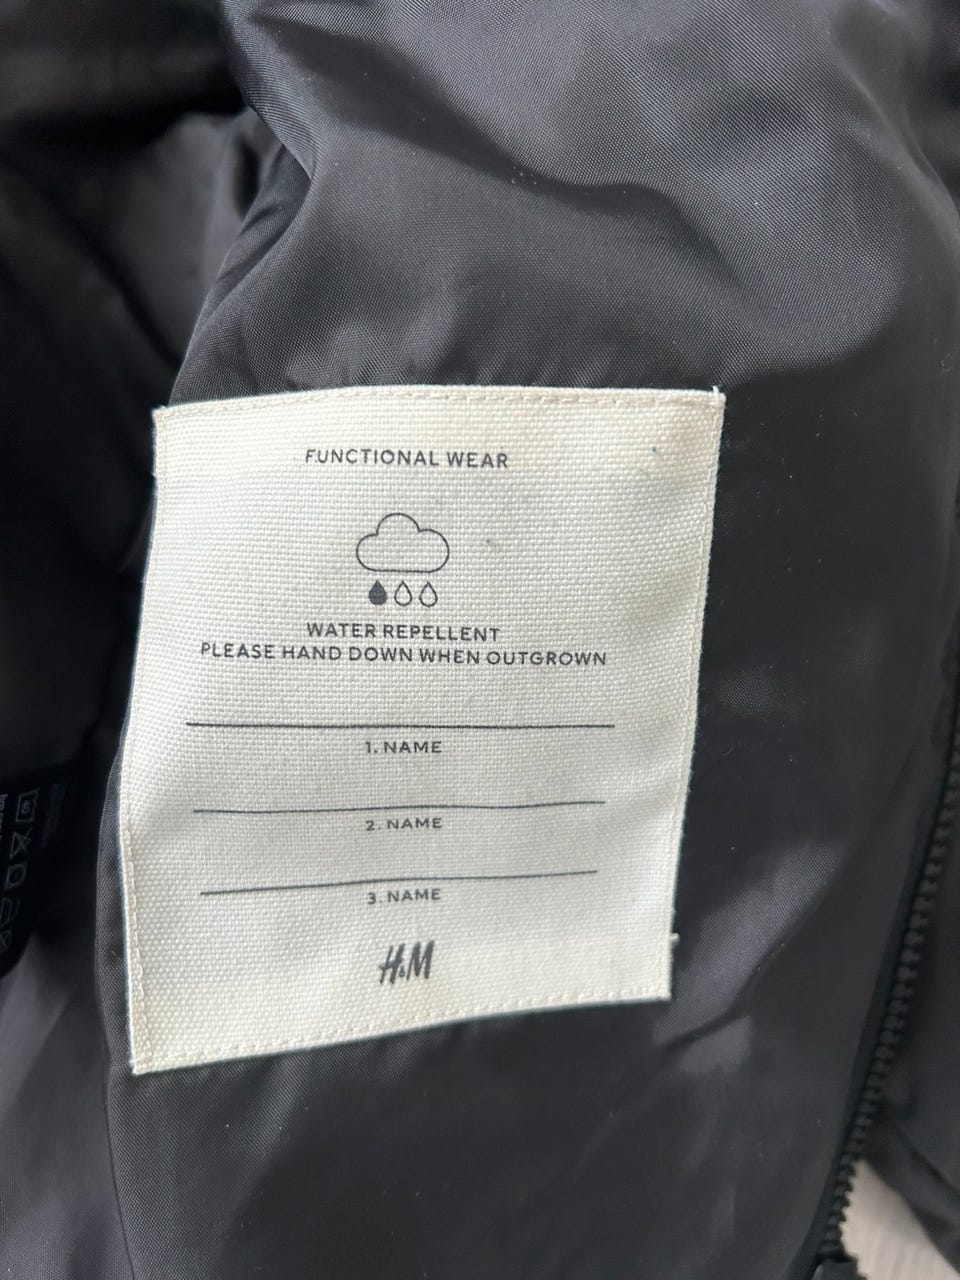 FUNCTIONAL WEAR
WATER REPELLENT
PLEASE HAND DOWN WHEN OUTGROWN
1. NAME
2. NAME
3. NAME
H&M